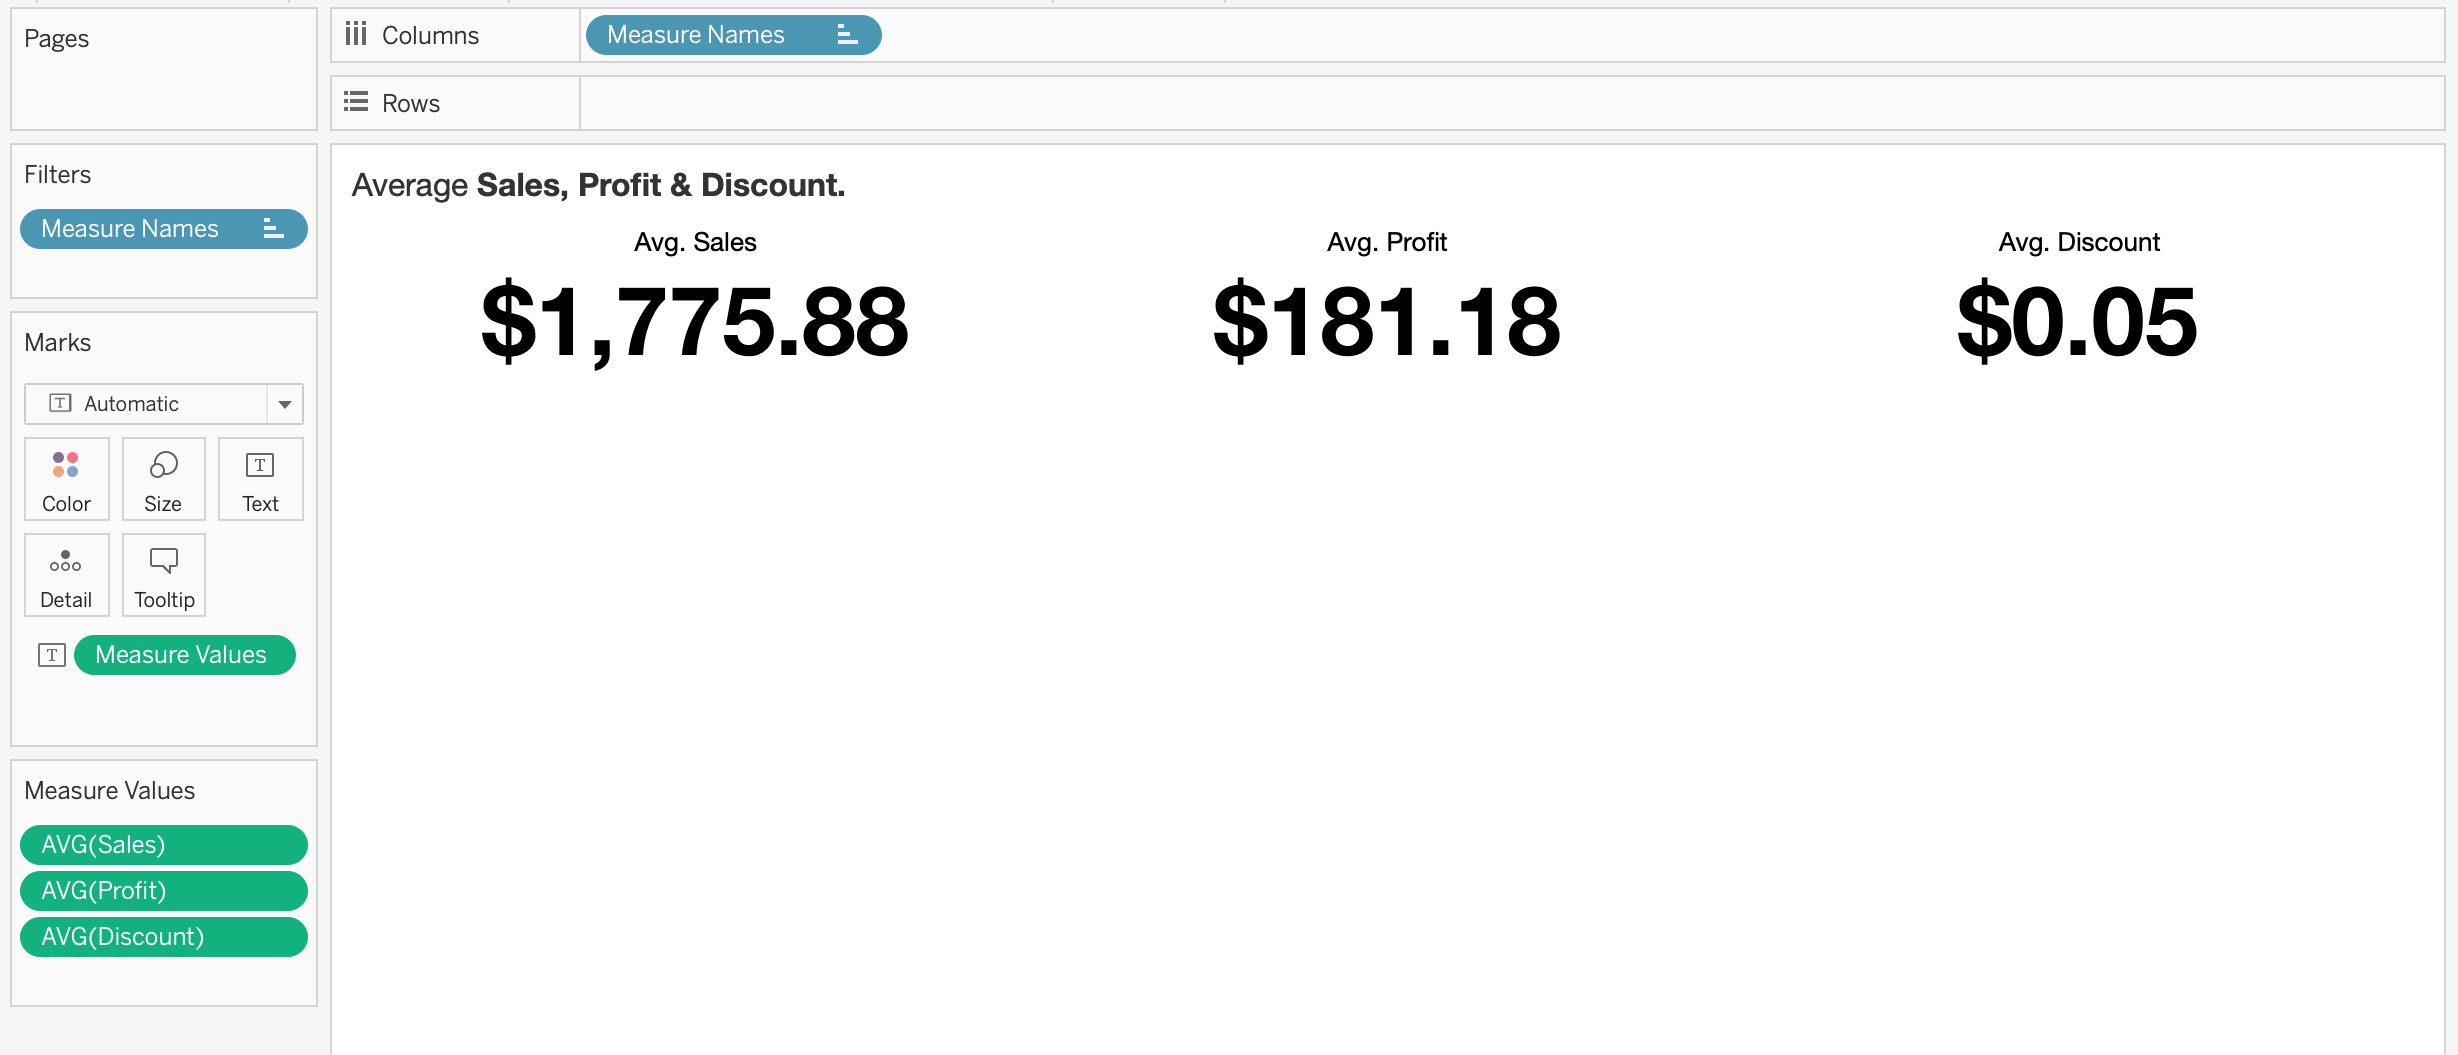 Pages
Columns
Measure Names
Rows
Filters
Measure Names
Marks
Automatic
Color
Size
Text
Detail
Tooltip
Measure Values
Measure Values
AVG(Sales)
AVG(Profit)
AVG(Discount)
Average Sales, Profit & Discount.
Avg. Sales
Avg. Profit
Avg. Discount
$1,775.88
$181.18
$0.05